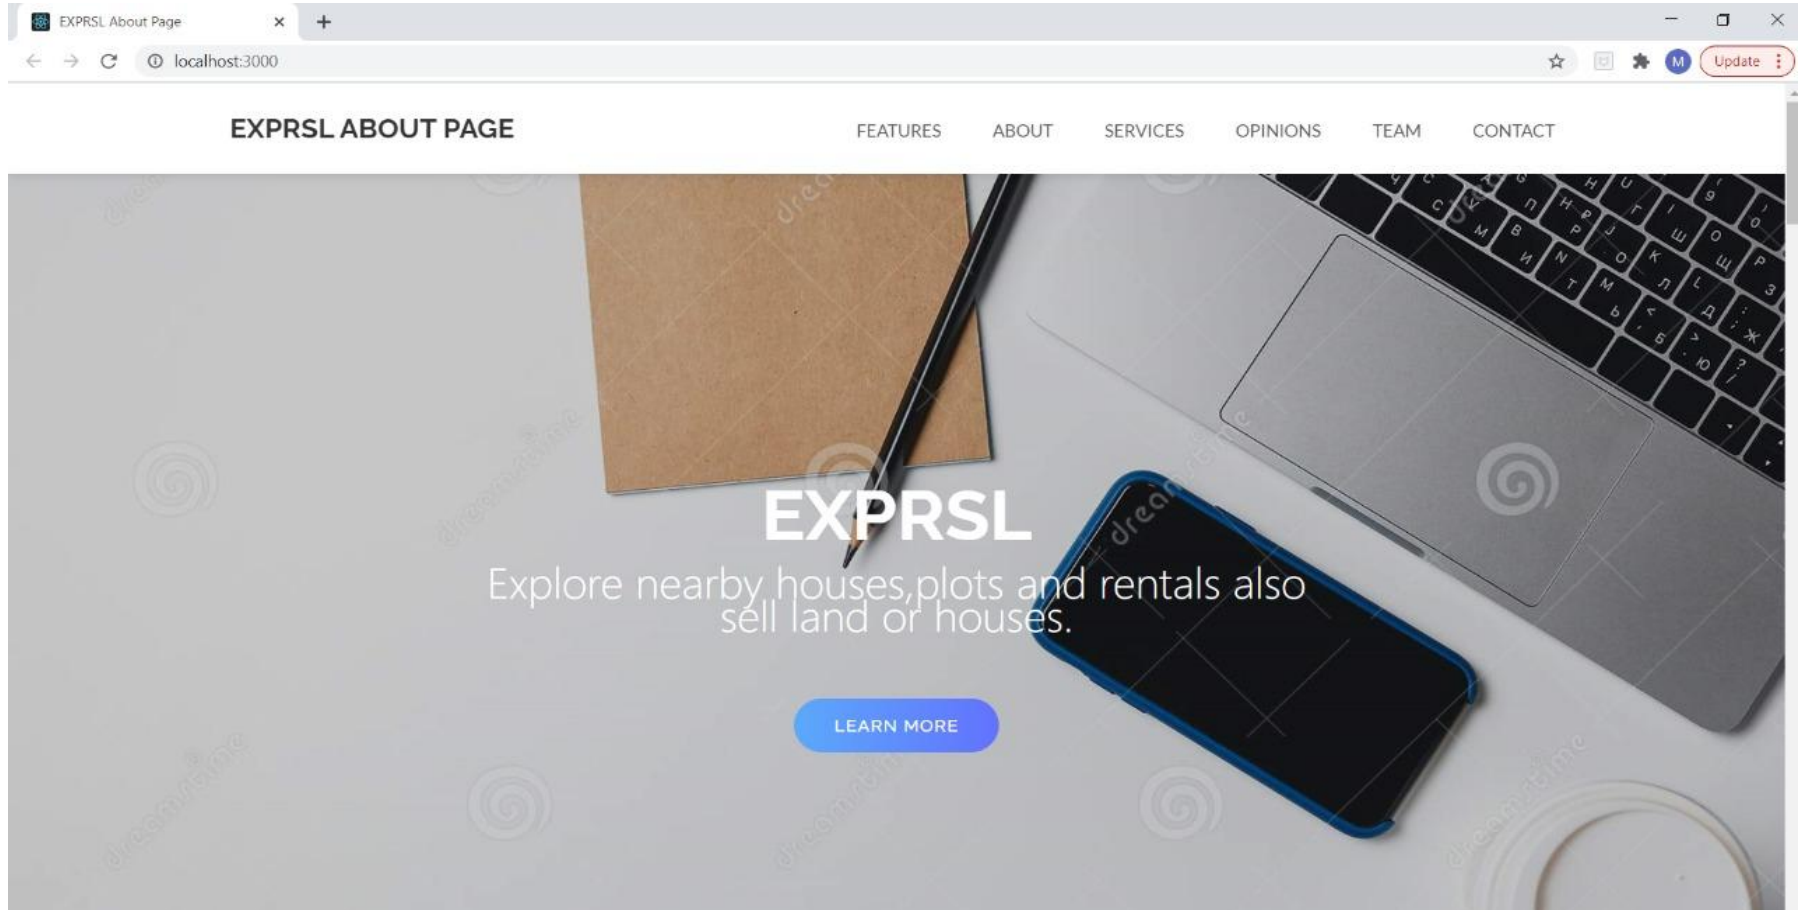 EXPRSL About Page
localhost:3000
M
Update
EXPRSL ABOUT PAGE
FEATURES ABOUT SERVICES OPINIONS TEAM CONTACT
EXPRSL
Explore nearby houses,plots and rentals also
sell land or houses.
LEARN MORE
dreamstime